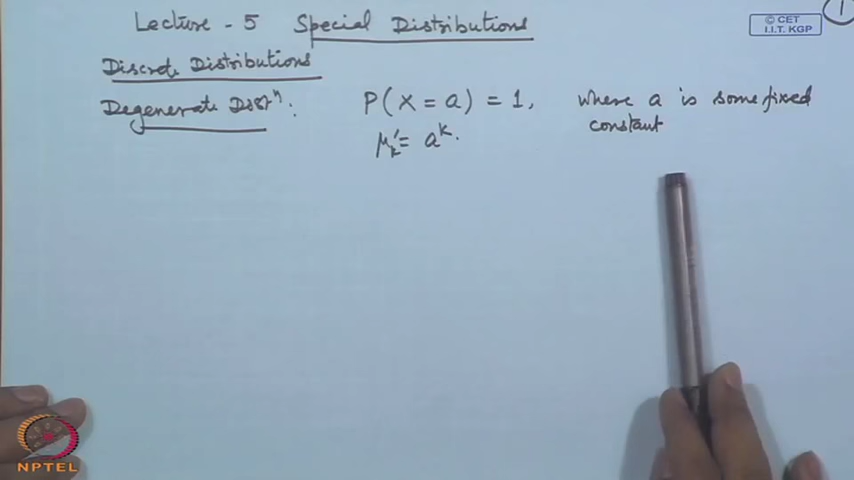 Lecture - 5 Special Distributions
© CET
I.I.T. KGP
1
Discrete Distributions
Degenerate Distⁿ: P(X = a) = 1, where a is some fixed
constant
μₖ′ = aᵏ.
NPTEL